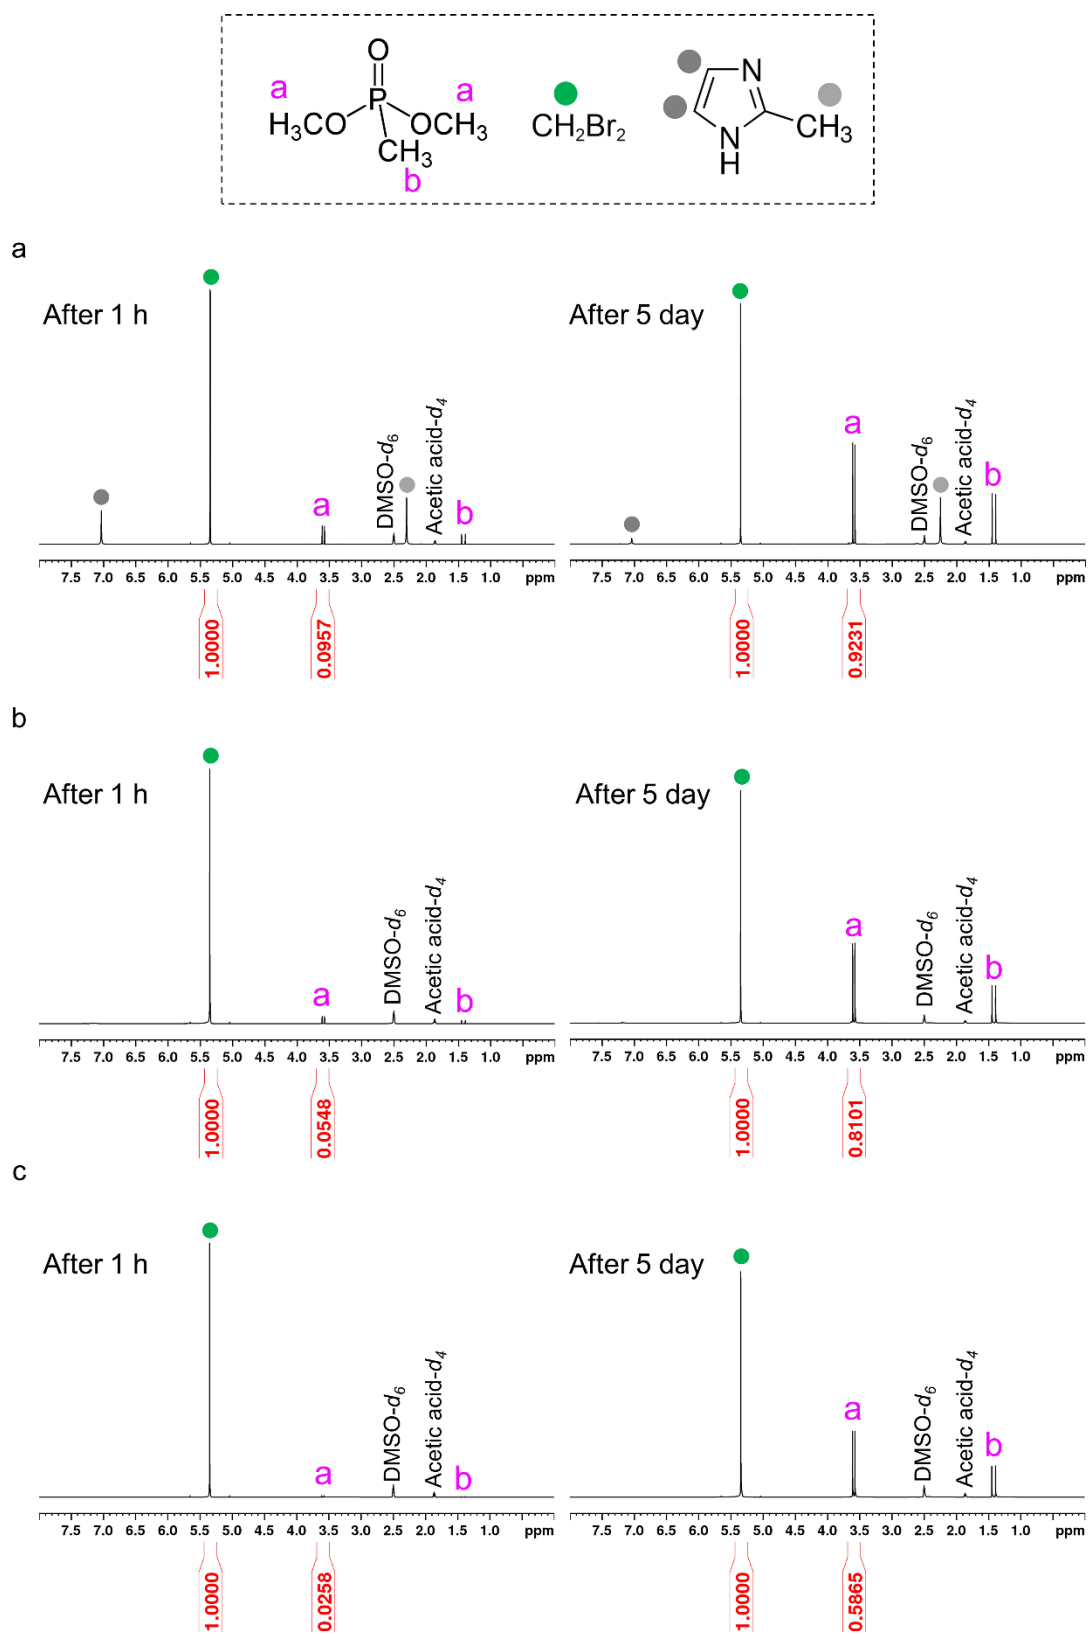 O
a
P
a
H₃CO
OCH₃
CH₃
b
CH₂Br₂
N
N
H
CH₃
a
After 1 h
a
DMSO-d₆
Acetic acid-d₄
b
7.5 7.0 6.5 6.0 5.5 5.0 4.5 4.0 3.5 3.0 2.5 2.0 1.5 1.0 ppm
1.0000
0.0957
After 5 day
a
DMSO-d₆
Acetic acid-d₄
b
7.5 7.0 6.5 6.0 5.5 5.0 4.5 4.0 3.5 3.0 2.5 2.0 1.5 1.0 ppm
1.0000
0.9231
b
After 1 h
a
DMSO-d₆
Acetic acid-d₄
b
7.5 7.0 6.5 6.0 5.5 5.0 4.5 4.0 3.5 3.0 2.5 2.0 1.5 1.0 ppm
1.0000
0.0548
After 5 day
a
DMSO-d₆
Acetic acid-d₄
b
7.5 7.0 6.5 6.0 5.5 5.0 4.5 4.0 3.5 3.0 2.5 2.0 1.5 1.0 ppm
1.0000
0.8101
c
After 1 h
a
DMSO-d₆
Acetic acid-d₄
b
7.5 7.0 6.5 6.0 5.5 5.0 4.5 4.0 3.5 3.0 2.5 2.0 1.5 1.0 ppm
1.0000
0.0258
After 5 day
a
DMSO-d₆
Acetic acid-d₄
b
7.5 7.0 6.5 6.0 5.5 5.0 4.5 4.0 3.5 3.0 2.5 2.0 1.5 1.0 ppm
1.0000
0.5865